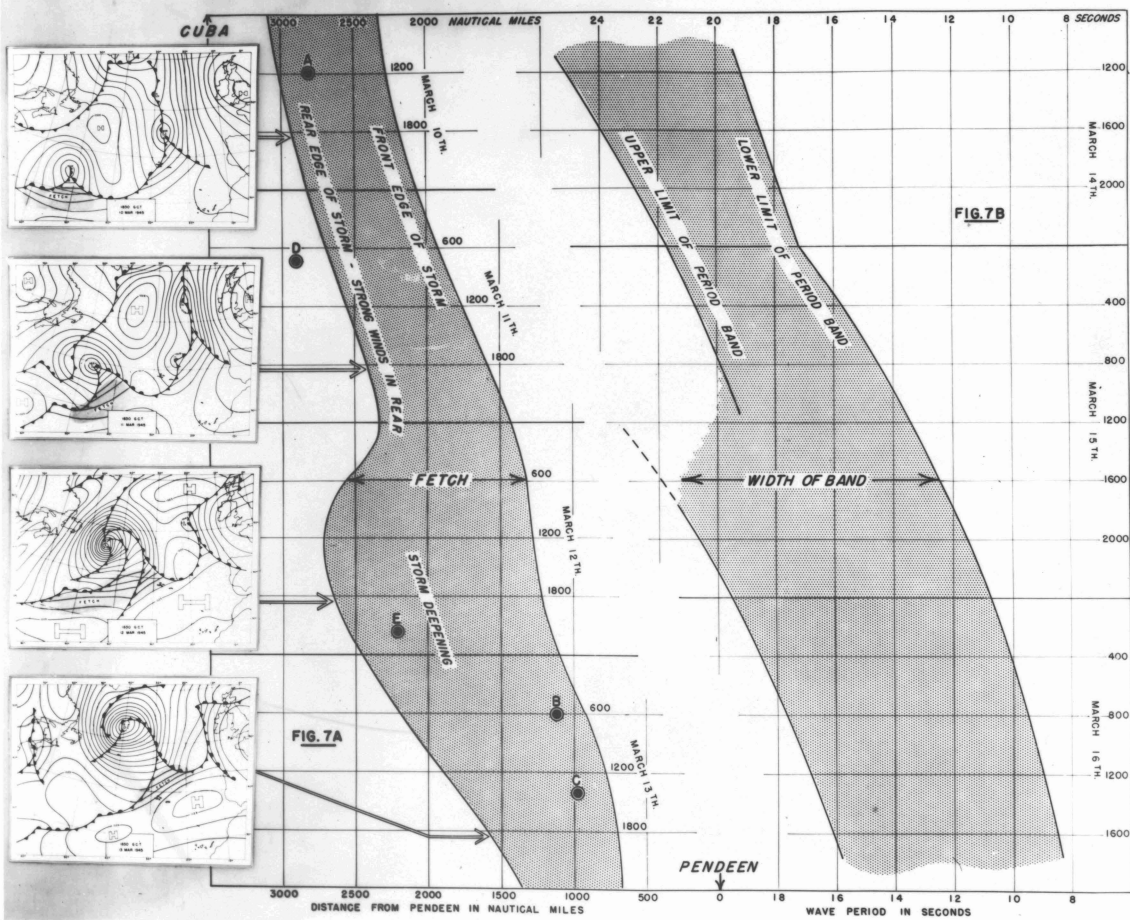 3000 2500 2000 NAUTICAL MILES 24 22 20 18 16 14 12 10 8 SECONDS
CUBA
A
1200
1800
MARCH 10TH.
REAR EDGE OF STORM - STRONG WINDS IN REAR
FRONT EDGE OF STORM
D
600
1200
MARCH 11TH.
1800
FETCH
600
1200
MARCH 12TH.
1800
STORM DEEPENING
E
B
600
FIG. 7A
1200
C
MARCH 13TH.
1800
3000 2500 2000 1500 1000 500 0
DISTANCE FROM PENDEEN IN NAUTICAL MILES
PENDEEN
UPPER LIMIT OF PERIOD BAND
LOWER LIMIT OF PERIOD BAND
FIG. 7B
1200
1600
MARCH 14TH.
2000
400
800
1200
MARCH 15TH.
WIDTH OF BAND
1600
2000
400
800
MARCH 16TH.
1200
1600
20 18 16 14 12 10 8
WAVE PERIOD IN SECONDS
FETCH
H
FETCH
H
FETCH
H
H
FETCH
H
H